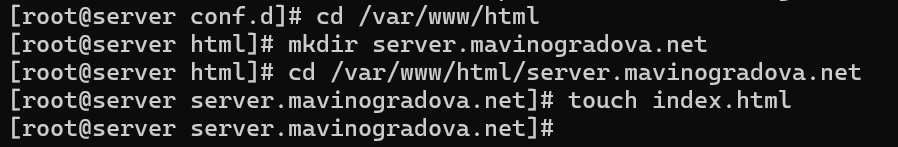 [root@server conf.d]# cd /var/www/html
[root@server html]# mkdir server.mavinogradova.net
[root@server html]# cd /var/www/html/server.mavinogradova.net
[root@server server.mavinogradova.net]# touch index.html
[root@server server.mavinogradova.net]#